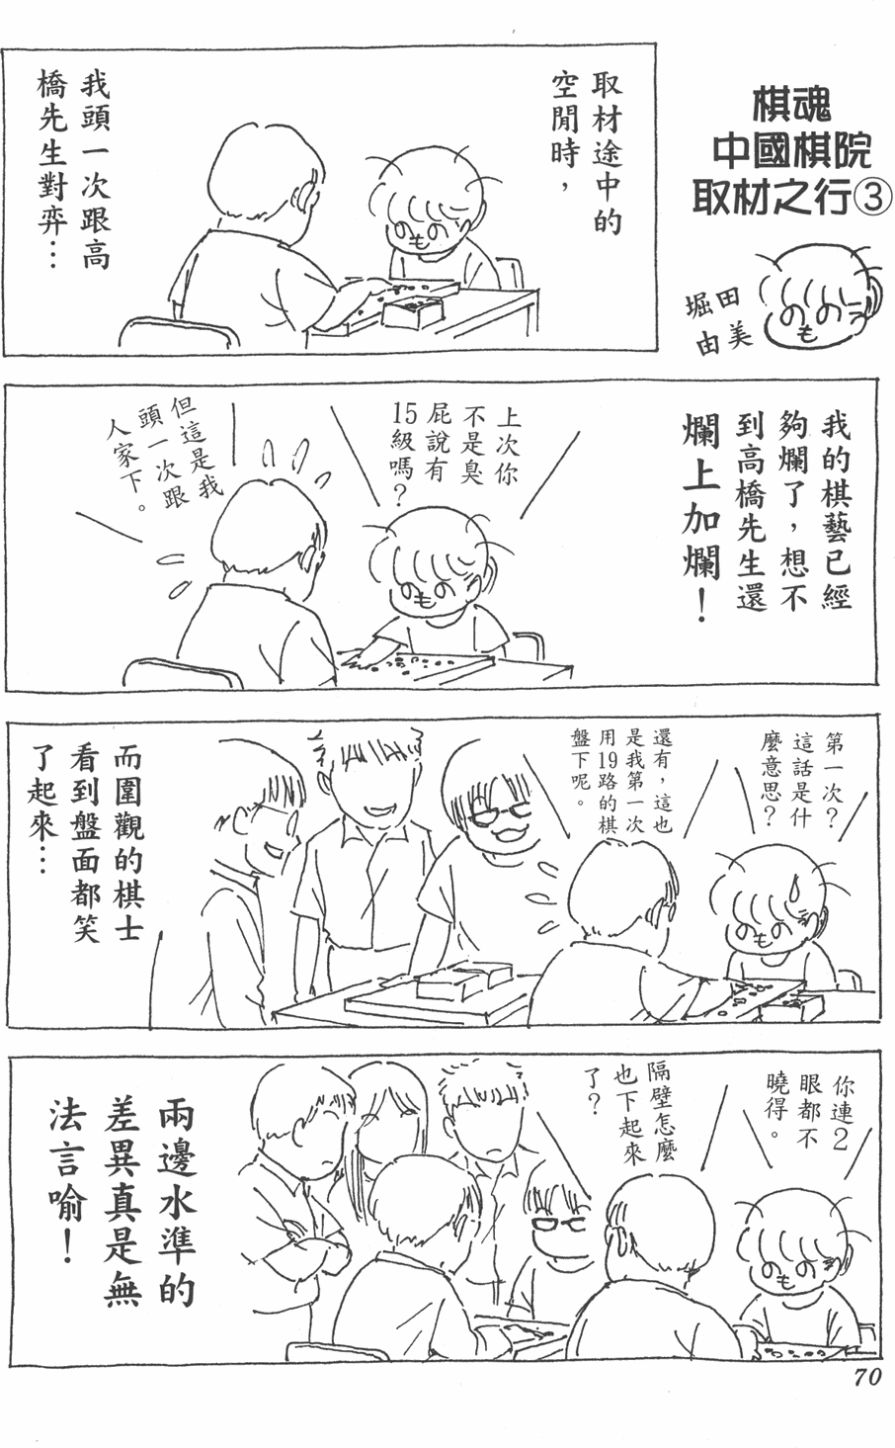 棋魂
中國棋院
取材之行③
堀田
由美
取材途中的
空閒時，
我頭一次跟高
橋先生對弈…
我的棋藝已經
夠爛了，想不
到高橋先生還
爛上加爛！
上次你
不是臭
屁說有
15級嗎？
但這是我
頭一次跟
人家下。
第一次？
這話是什
麼意思？
還有，這也
是我第一次
用19路的棋
盤下呢。
而圍觀的棋士
看到盤面都笑
了起來…
你連2
眼都不
曉得。
隔壁怎麼
也下起來
了？
兩邊水準的
差異真是無
法言喻！
70